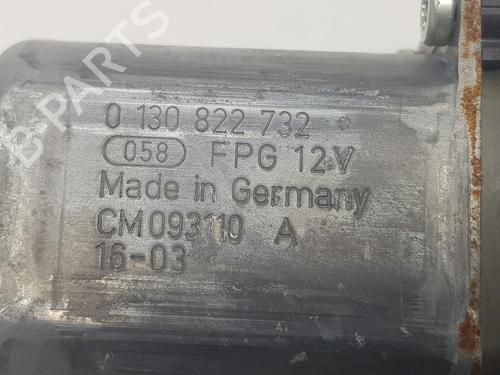 B-PARTS
0 130 822 732
058 FPG 12V
Made in Germany
CM093110 A
16-03